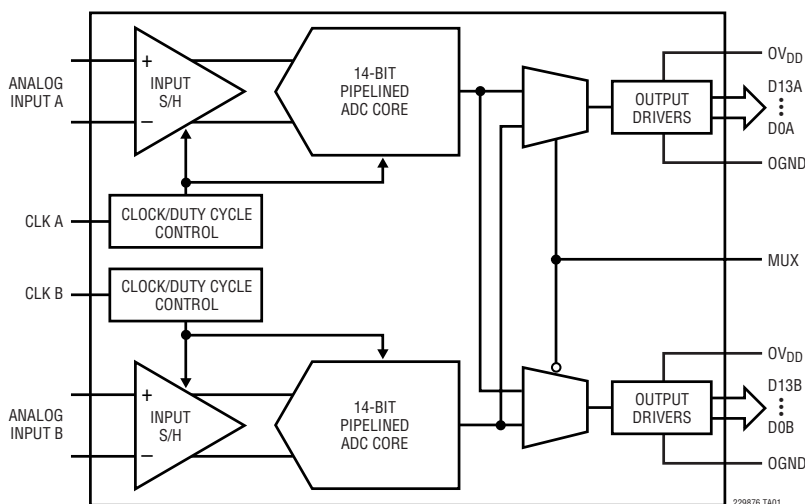 ANALOG
INPUT A
+
−
INPUT
S/H
14-BIT
PIPELINED
ADC CORE
OUTPUT
DRIVERS
OVDD
D13A
D0A
OGND
CLK A
CLOCK/DUTY CYCLE
CONTROL
MUX
CLK B
CLOCK/DUTY CYCLE
CONTROL
ANALOG
INPUT B
+
−
INPUT
S/H
14-BIT
PIPELINED
ADC CORE
OUTPUT
DRIVERS
OVDD
D13B
D0B
OGND
229876 TA01